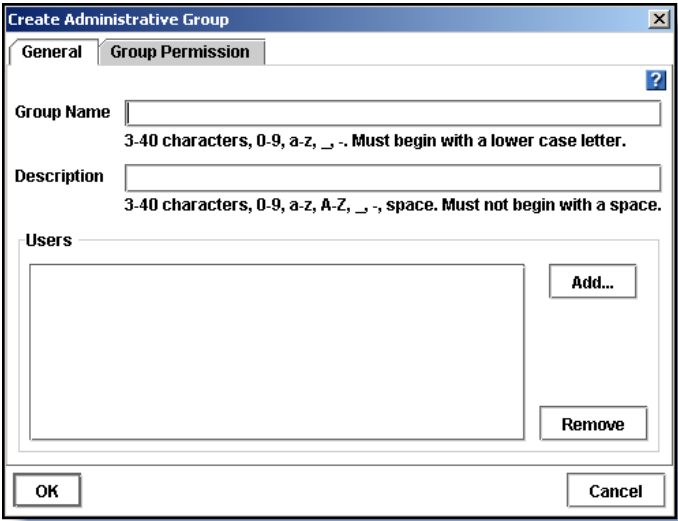 Create Administrative Group
General Group Permission
?
Group Name
3-40 characters, 0-9, a-z, _, -. Must begin with a lower case letter.
Description
3-40 characters, 0-9, a-z, A-Z, _, -, space. Must not begin with a space.
Users
Add...
Remove
OK Cancel